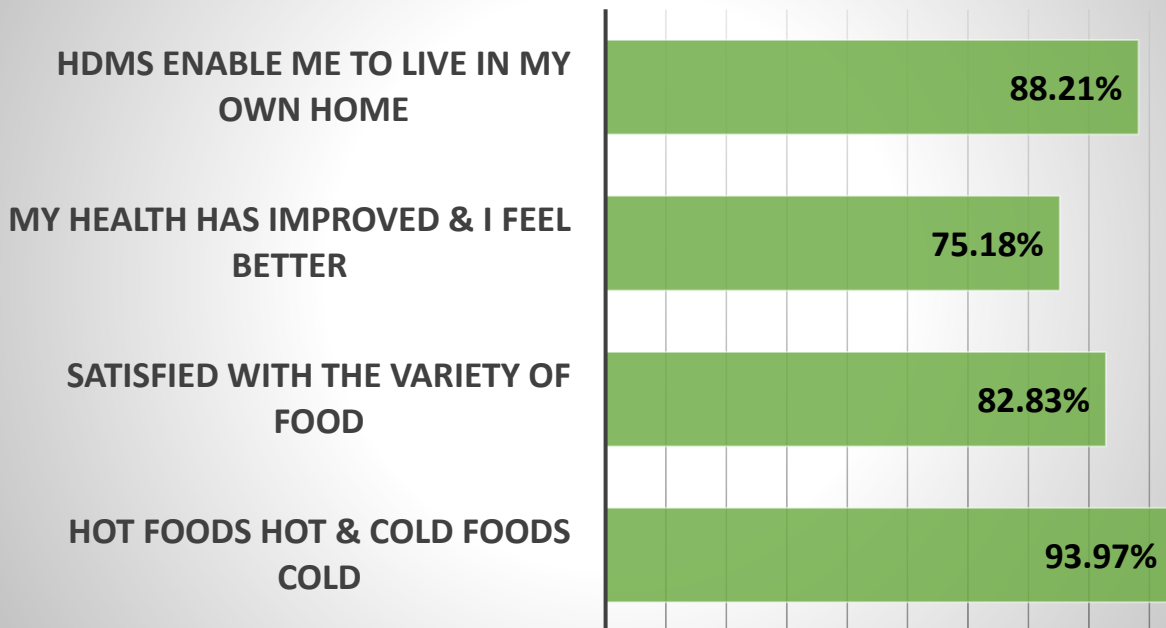 HDMS ENABLE ME TO LIVE IN MY
OWN HOME
88.21%
MY HEALTH HAS IMPROVED & I FEEL
BETTER
75.18%
SATISFIED WITH THE VARIETY OF
FOOD
82.83%
HOT FOODS HOT & COLD FOODS
COLD
93.97%